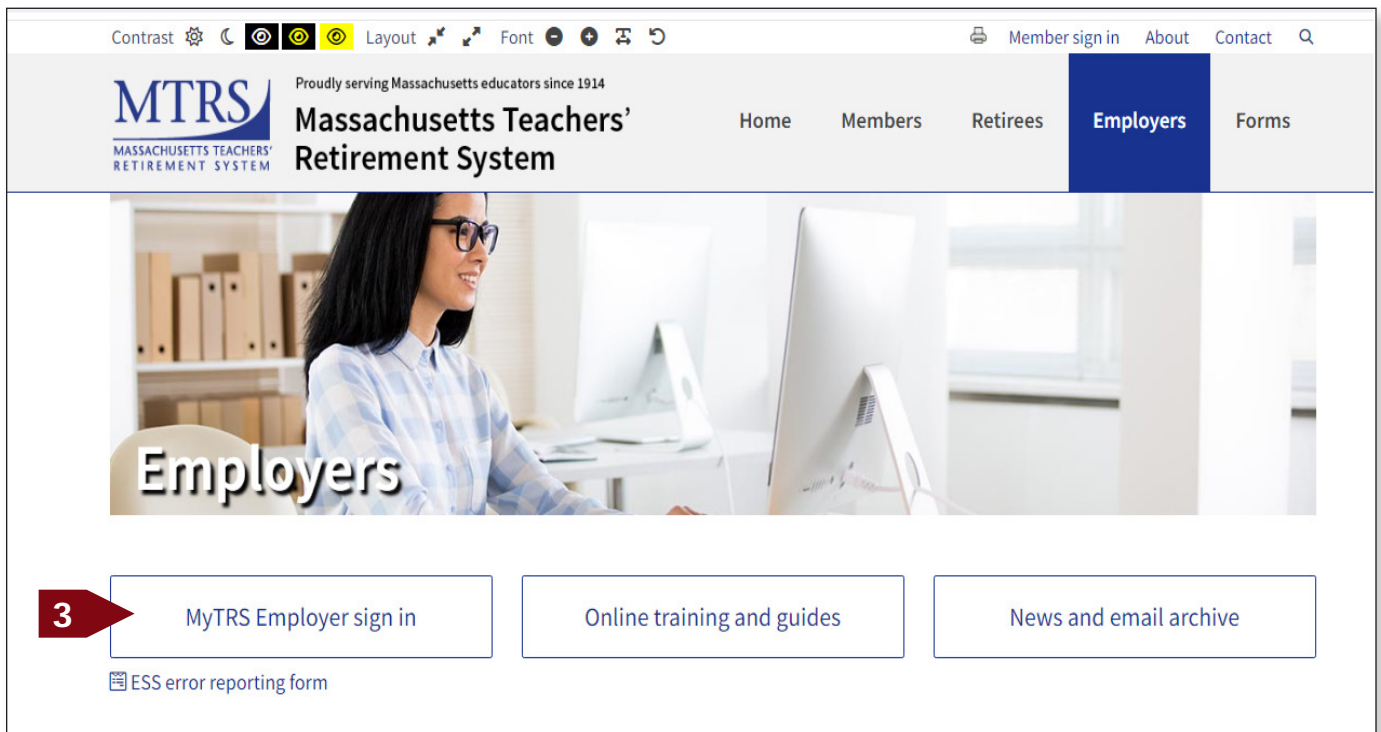 Contrast Layout Font Member sign in About Contact
MTRS
MASSACHUSETTS TEACHERS'
RETIREMENT SYSTEM
Proudly serving Massachusetts educators since 1914
Massachusetts Teachers'
Retirement System
Home Members Retirees Employers Forms
Employers
3
MyTRS Employer sign in Online training and guides News and email archive
ESS error reporting form